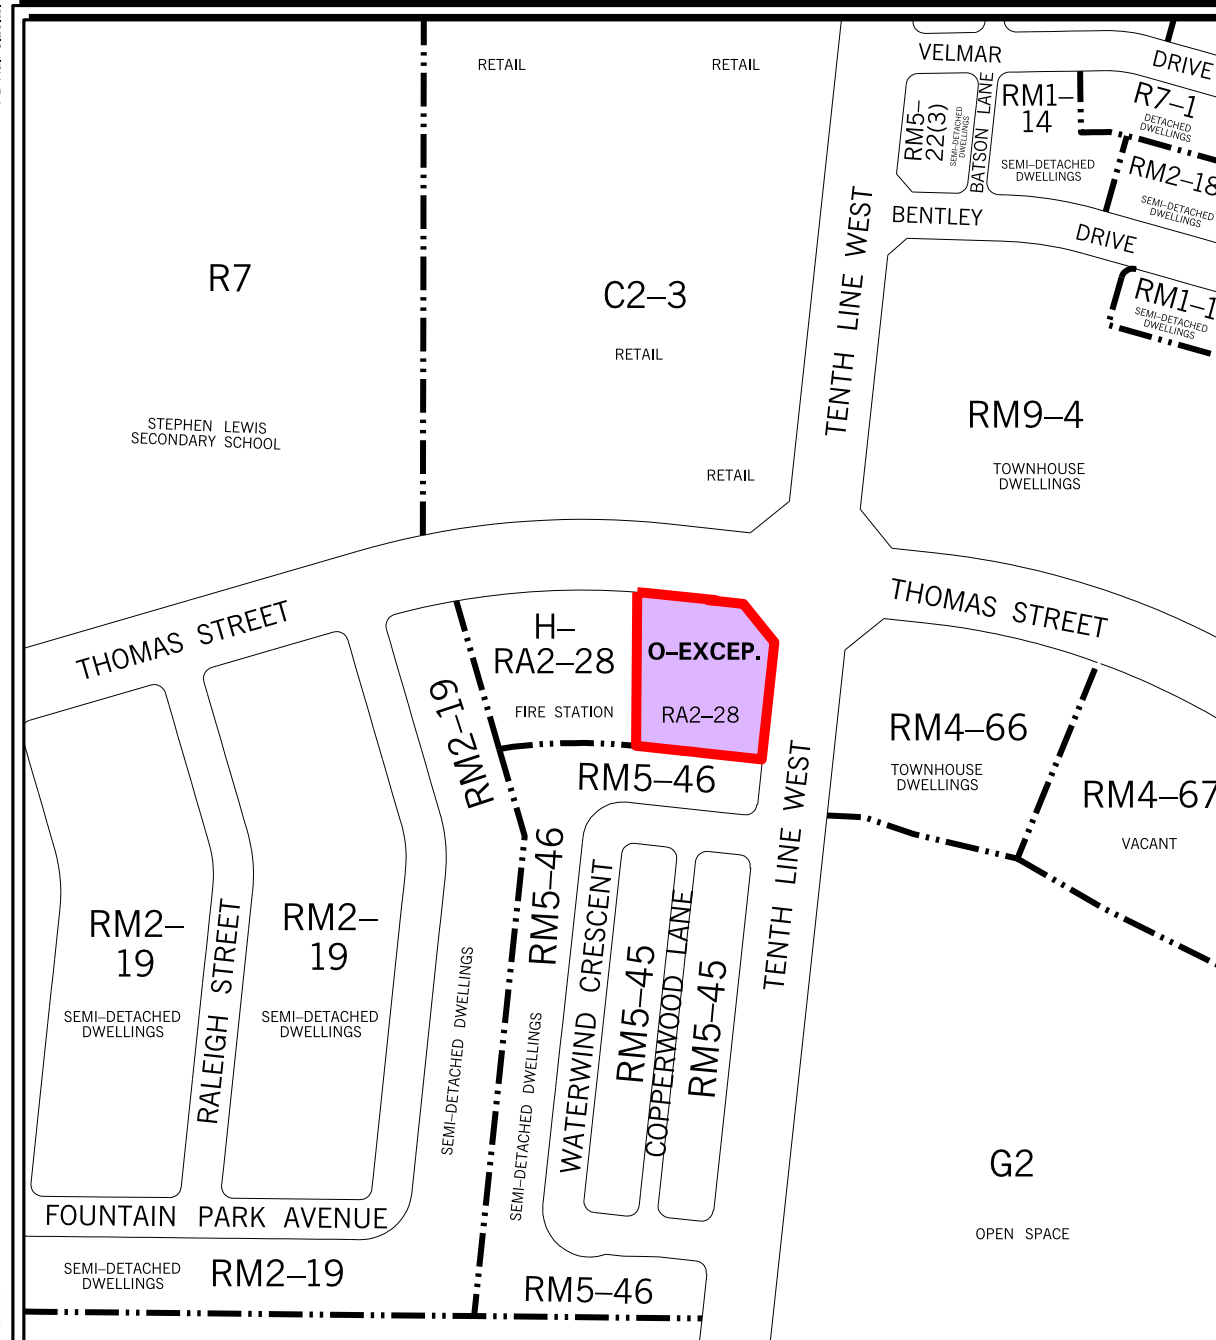 VELMAR
DRIVE
RETAIL
RETAIL
RM5–
22(3)
SEMI–DETACHED
DWELLINGS
BATSON LANE
RM1–
14
SEMI–DETACHED
DWELLINGS
R7–1
DETACHED
DWELLINGS
RM2–18
SEMI–DETACHED
DWELLINGS
BENTLEY
DRIVE
TENTH LINE WEST
R7
C2–3
RETAIL
RM1–1
SEMI–DETACHED
DWELLINGS
STEPHEN LEWIS
SECONDARY SCHOOL
RM9–4
TOWNHOUSE
DWELLINGS
RETAIL
THOMAS STREET
THOMAS STREET
H–
RA2–28
FIRE STATION
O–EXCEP.
RA2–28
RM2–19
RM5–46
RM4–66
TOWNHOUSE
DWELLINGS
RM4–67
VACANT
TENTH LINE WEST
RM5–46
RM2–
19
SEMI–DETACHED
DWELLINGS
RALEIGH STREET
RM2–
19
SEMI–DETACHED
DWELLINGS
SEMI–DETACHED DWELLINGS
SEMI–DETACHED DWELLINGS
WATERWIND CRESCENT
RM5–45
COPPERWOOD LANE
RM5–45
G2
OPEN SPACE
FOUNTAIN PARK AVENUE
SEMI–DETACHED
DWELLINGS
RM2–19
RM5–46